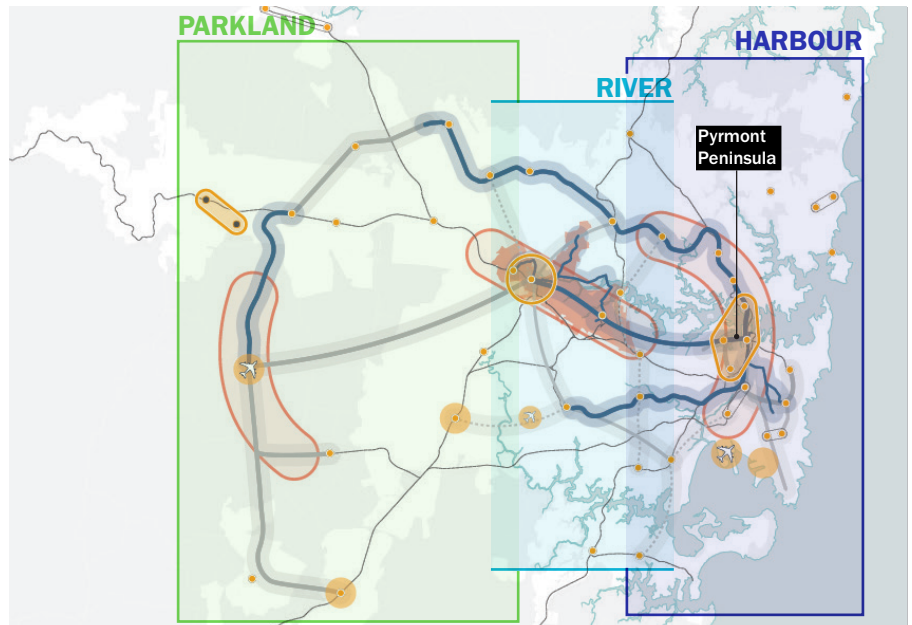 PARKLAND
HARBOUR
RIVER
Pyrmont
Peninsula